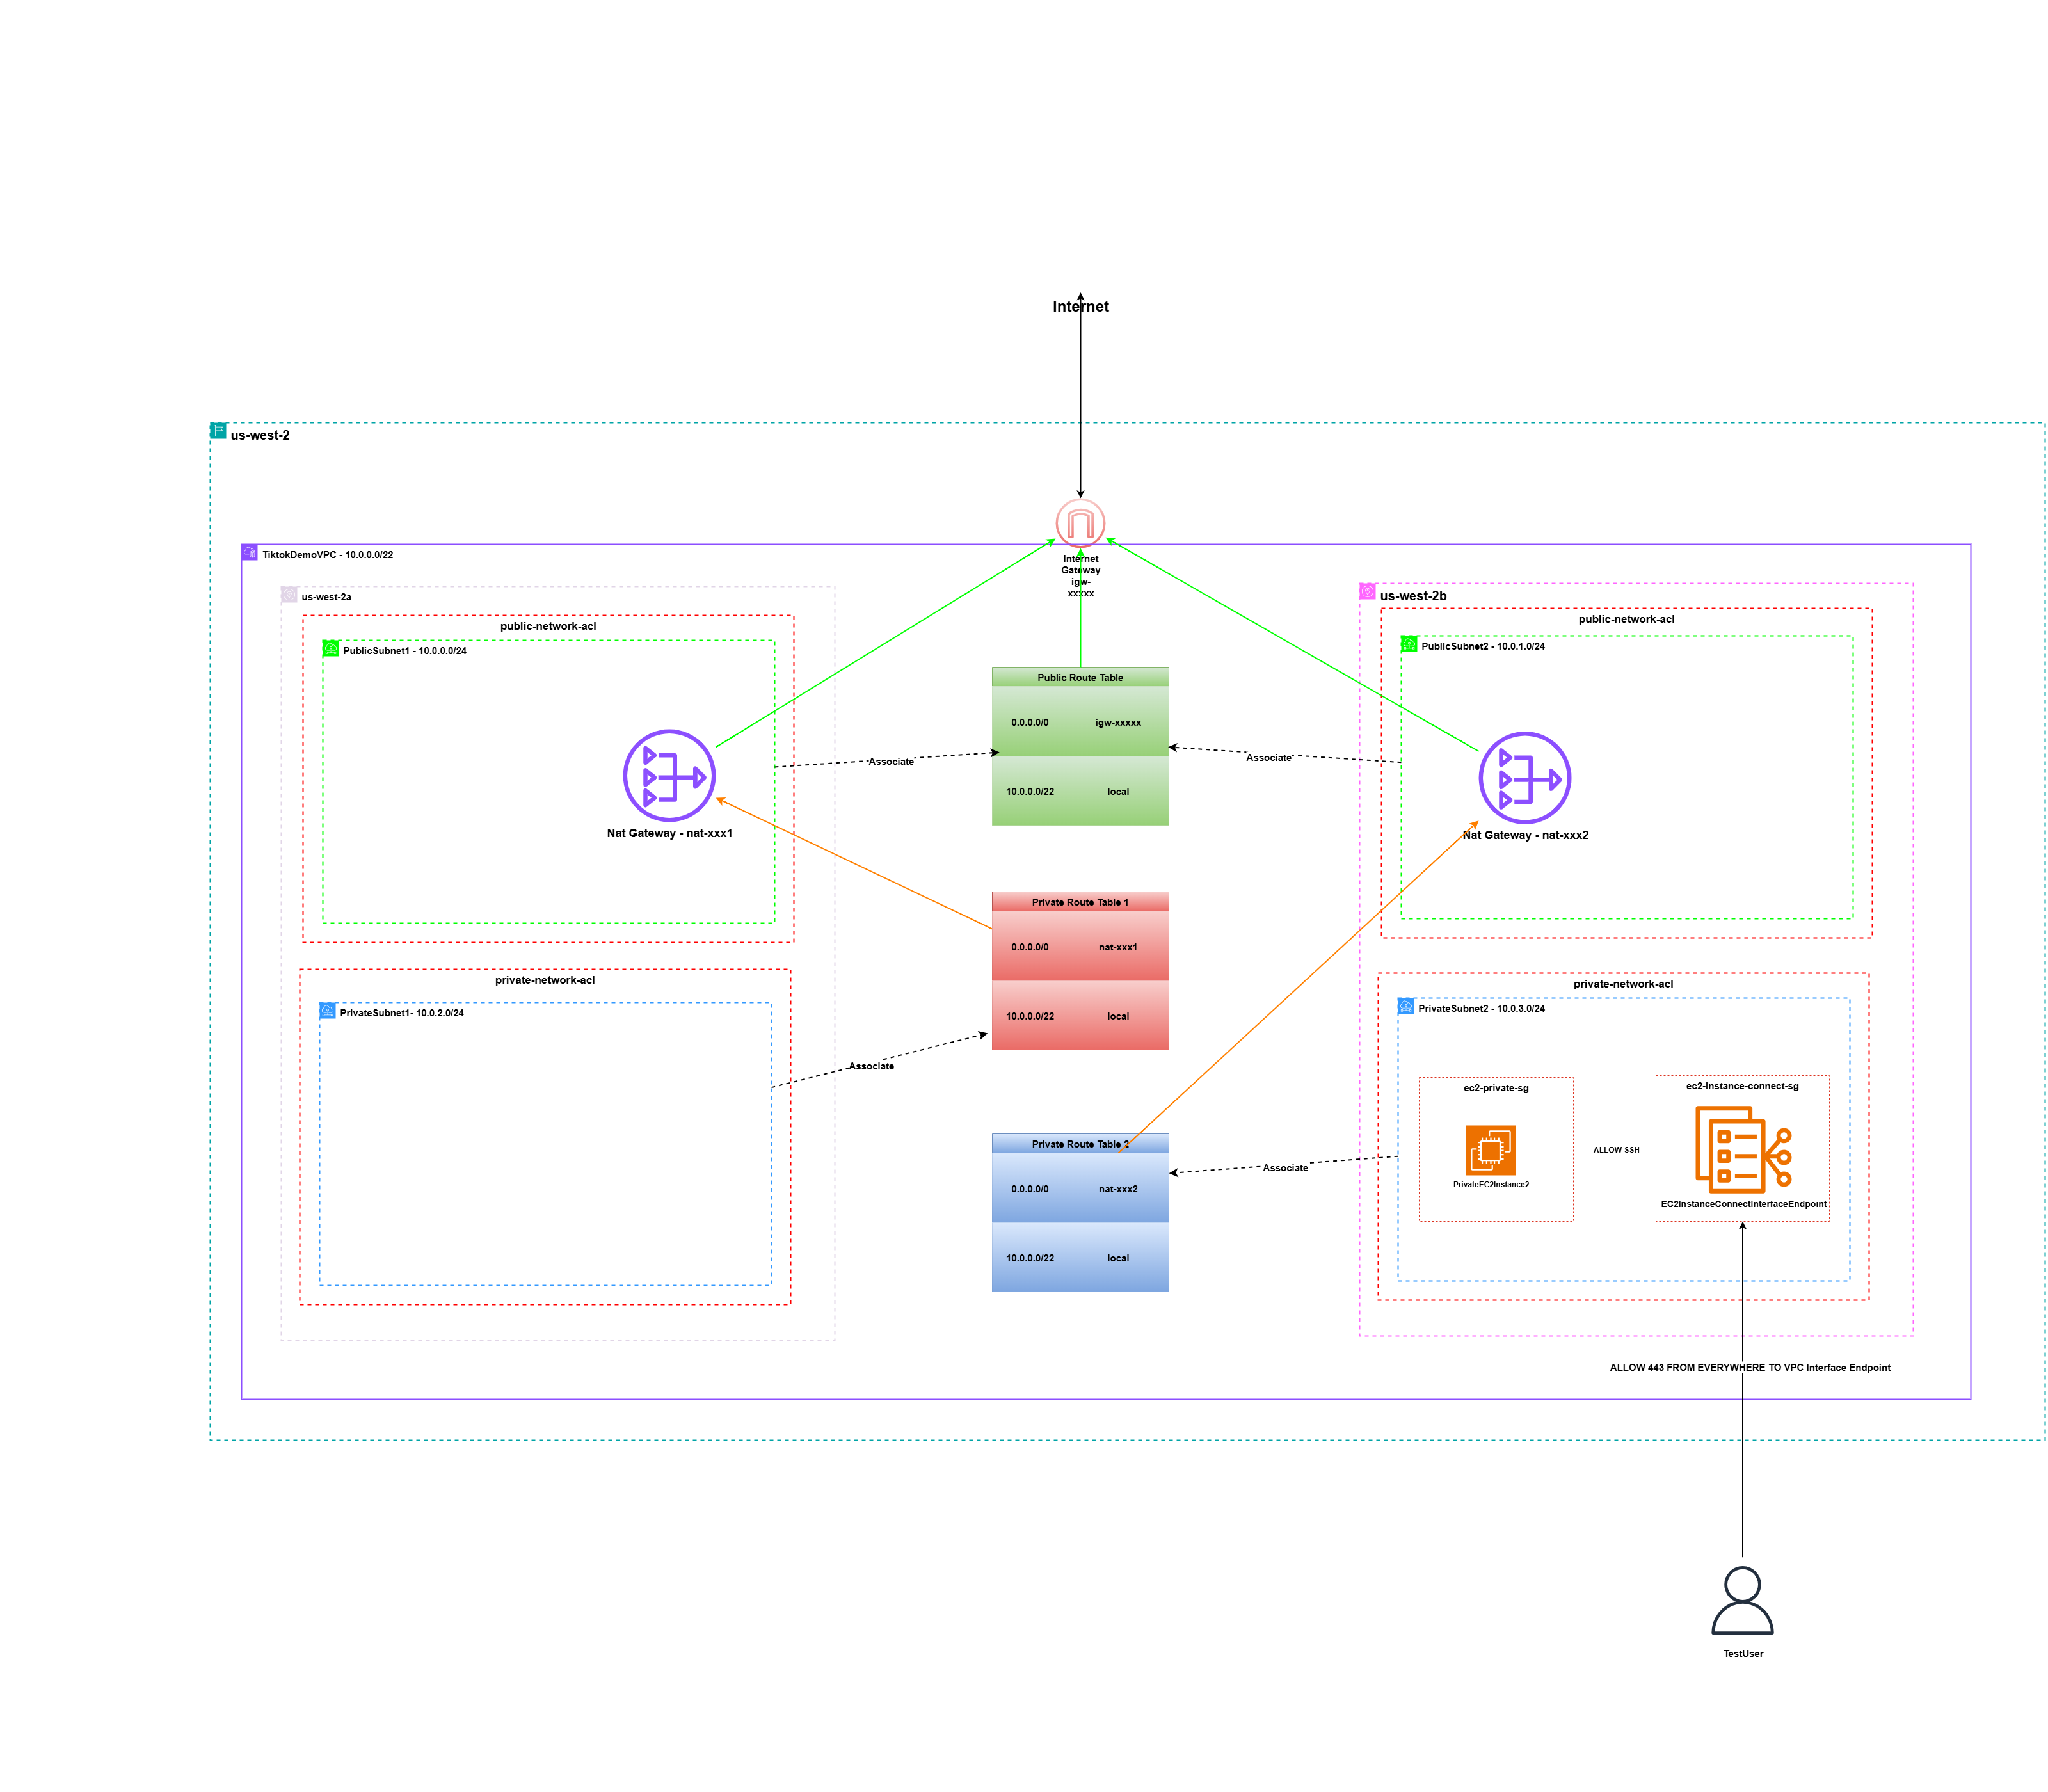 Internet
us-west-2
TiktokDemoVPC - 10.0.0.0/22
Internet
Gateway
igw-
xxxxx
us-west-2a
public-network-acl
PublicSubnet1 - 10.0.0.0/24
Nat Gateway - nat-xxx1
private-network-acl
PrivateSubnet1- 10.0.2.0/24
Associate
Associate
Public Route Table
0.0.0.0/0 igw-xxxxx
10.0.0.0/22 local
Private Route Table 1
0.0.0.0/0 nat-xxx1
10.0.0.0/22 local
Private Route Table 2
0.0.0.0/0 nat-xxx2
10.0.0.0/22 local
Associate
Associate
us-west-2b
public-network-acl
PublicSubnet2 - 10.0.1.0/24
Nat Gateway - nat-xxx2
private-network-acl
PrivateSubnet2 - 10.0.3.0/24
ec2-private-sg
PrivateEC2Instance2
ALLOW SSH
ec2-instance-connect-sg
EC2InstanceConnectInterfaceEndpoint
ALLOW 443 FROM EVERYWHERE TO VPC Interface Endpoint
TestUser